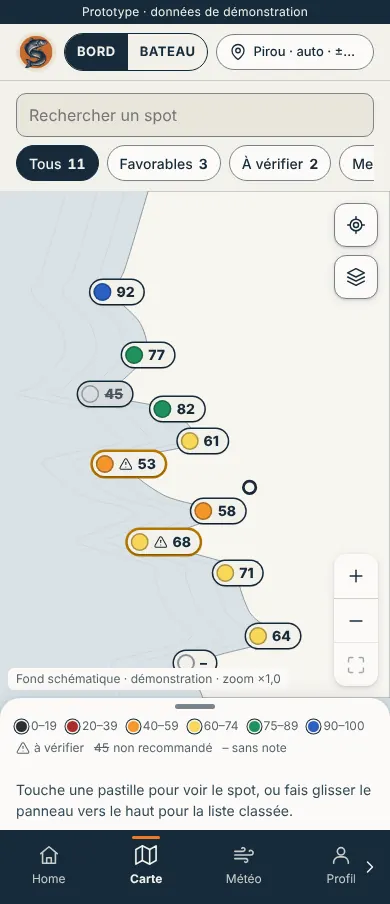 Prototype · données de démonstration
BORD BATEAU Pirou · auto · ±...
Rechercher un spot
Tous 11 Favorables 3 À vérifier 2 Me
92
77
45
82
61
53
58
68
71
64
–
Fond schématique · démonstration · zoom ×1,0
0–19 20–39 40–59 60–74 75–89 90–100
à vérifier 45 non recommandé – sans note
Touche une pastille pour voir le spot, ou fais glisser le
panneau vers le haut pour la liste classée.
Home Carte Météo Profil